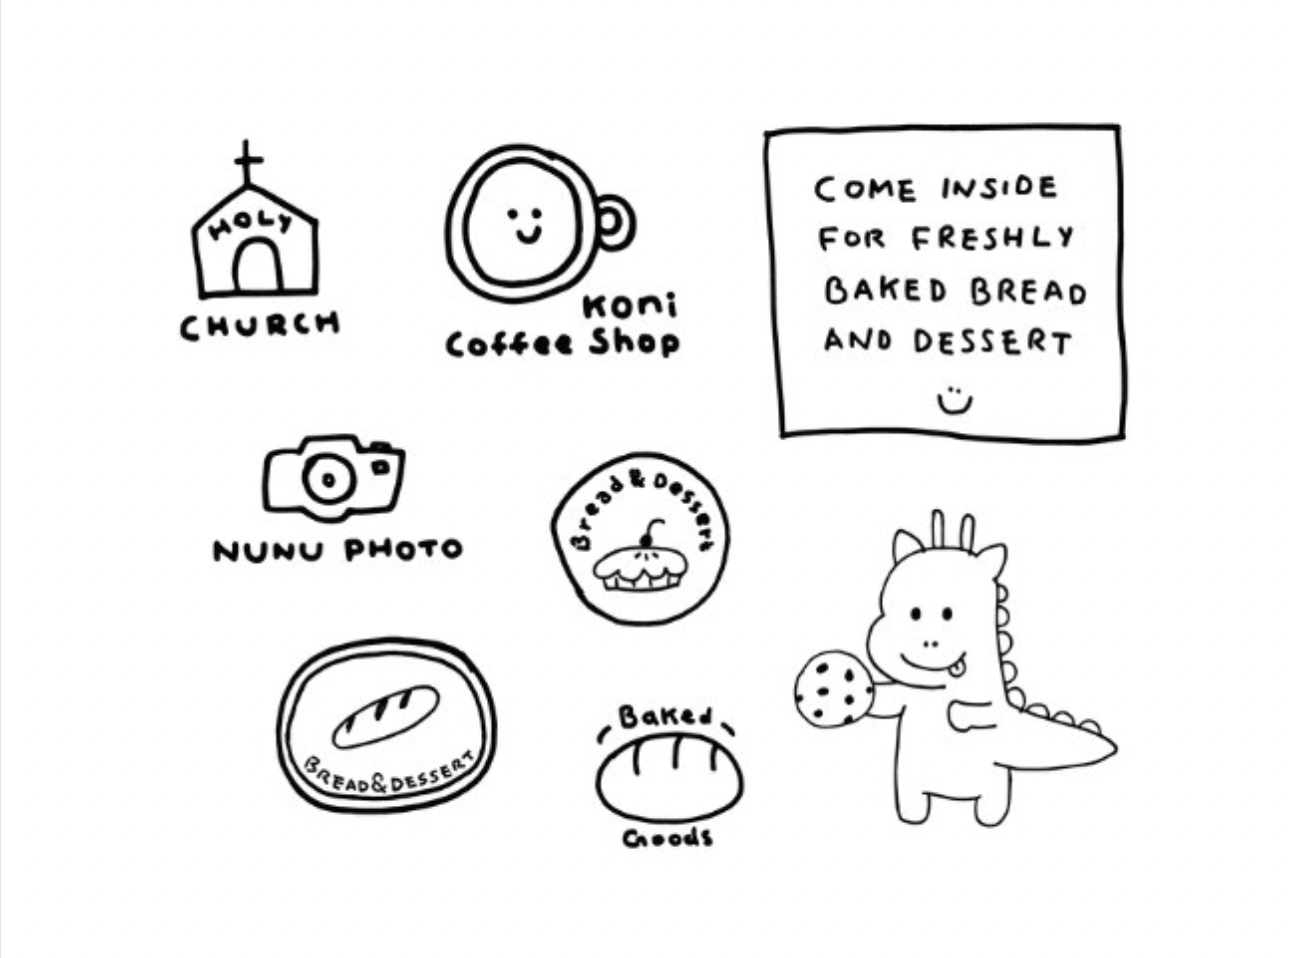 HOLY
CHURCH
Koni
Coffee Shop
COME INSIDE
FOR FRESHLY
BAKED BREAD
AND DESSERT
NUNU PHOTO
Bread & Dessert
BREAD & DESSERT
Baked
Goods